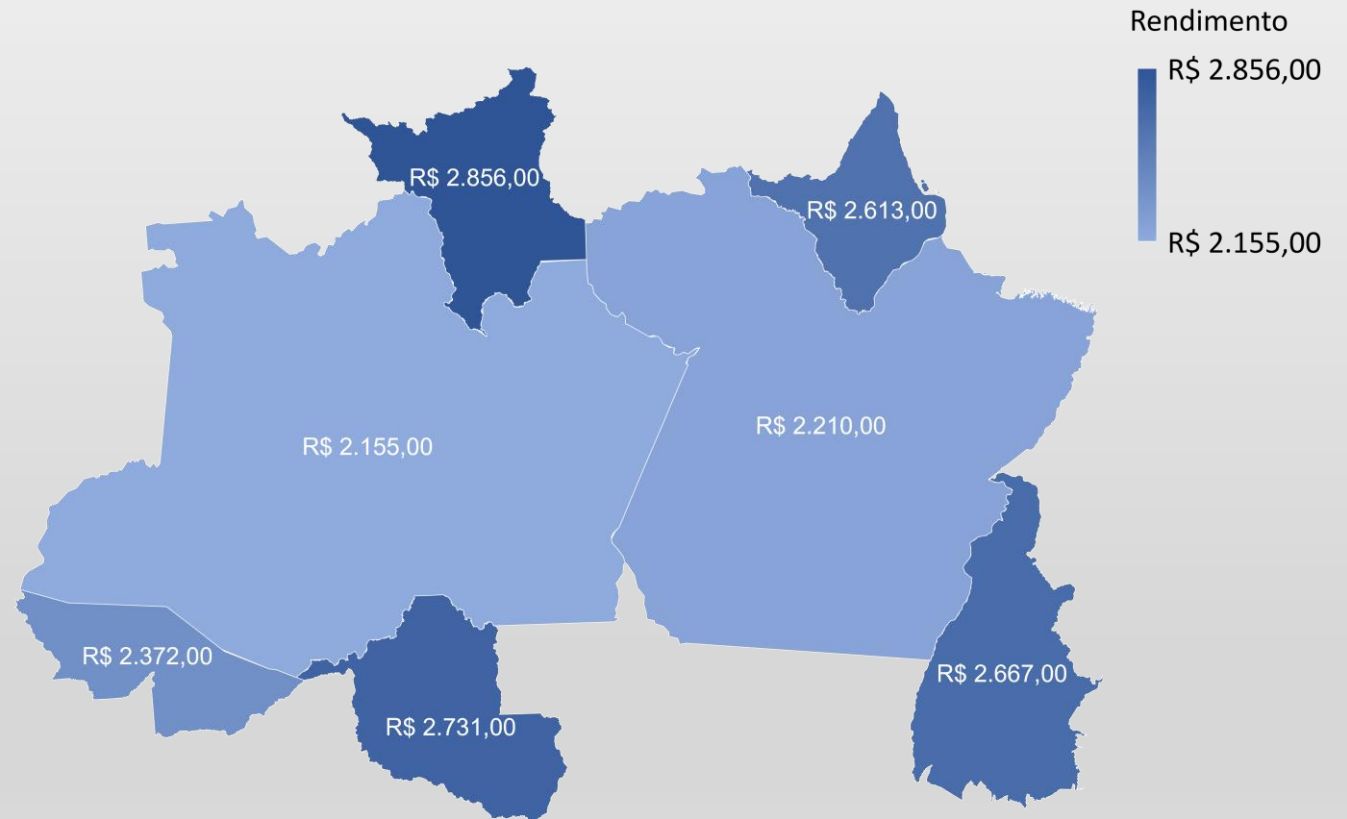 Rendimento
R$ 2.856,00
R$ 2.155,00
R$ 2.856,00
R$ 2.613,00
R$ 2.210,00
R$ 2.155,00
R$ 2.372,00
R$ 2.667,00
R$ 2.731,00